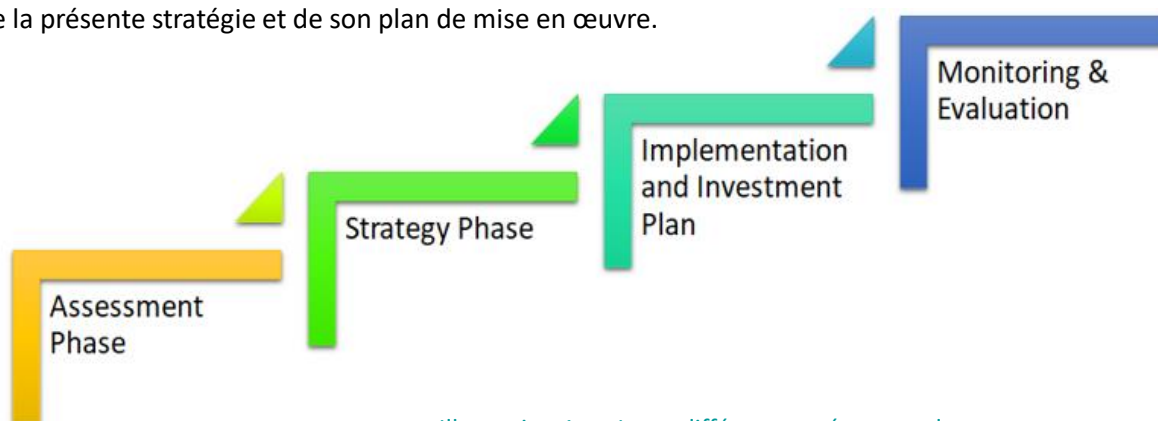 la présente stratégie et de son plan de mise en œuvre.
Assessment
Phase
Strategy Phase
Implementation
and Investment
Plan
Monitoring &
Evaluation